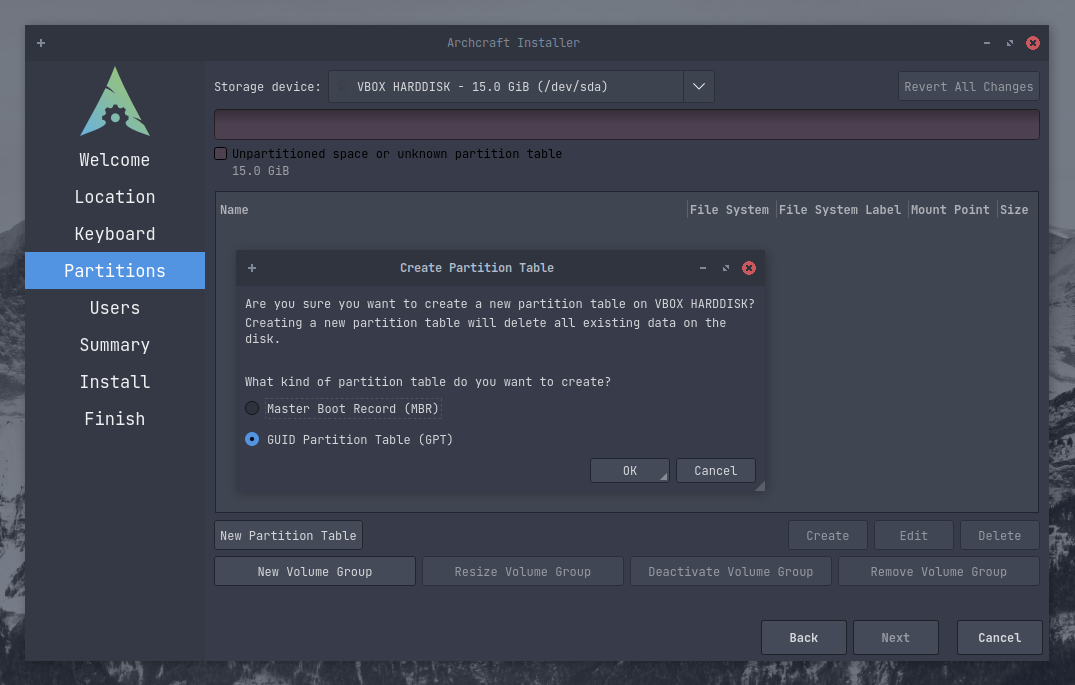 Archcraft Installer
Welcome
Location
Keyboard
Partitions
Users
Summary
Install
Finish
Storage device:
VBOX HARDDISK - 15.0 GiB (/dev/sda)
Revert All Changes
Unpartitioned space or unknown partition table
15.0 GiB
Name File System File System Label Mount Point Size
Create Partition Table
Are you sure you want to create a new partition table on VBOX HARDDISK?
Creating a new partition table will delete all existing data on the
disk.
What kind of partition table do you want to create?
Master Boot Record (MBR)
GUID Partition Table (GPT)
OK Cancel
New Partition Table Create Edit Delete
New Volume Group Resize Volume Group Deactivate Volume Group Remove Volume Group
Back Next Cancel